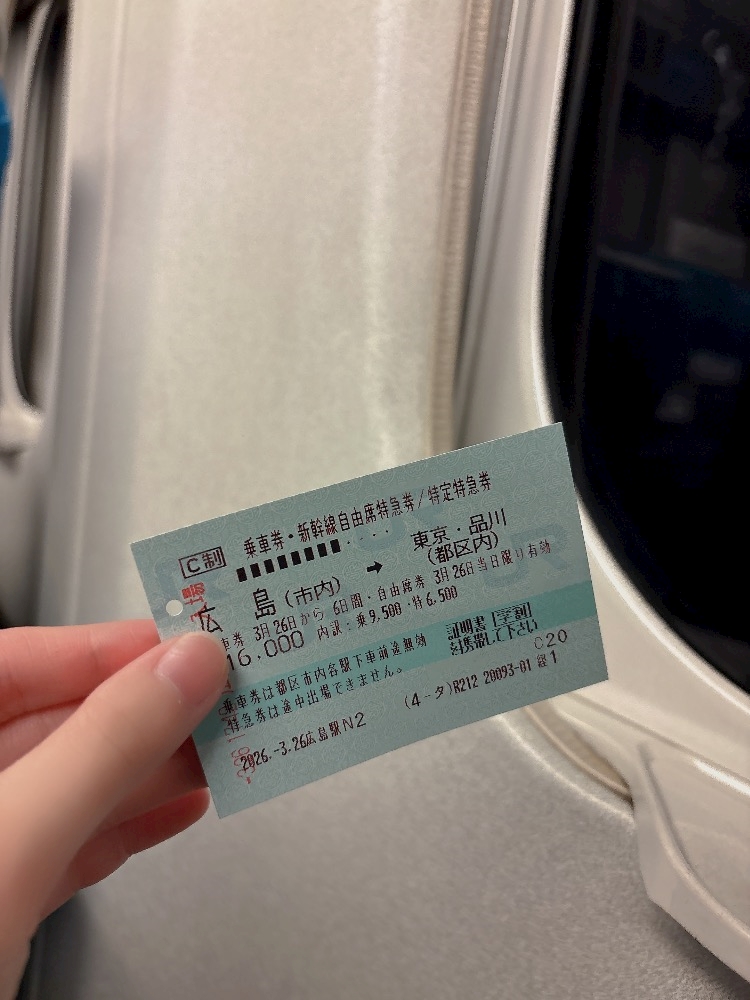 C制 乗車券・新幹線自由席特急券/特定特急券
広島(市内) → 東京・品川(都区内)
車券 3月26日から 6日間・自由席券 3月26日当日限り有効
16.000 内訳:乗9,500・特6,500
証明書[学割]
を携帯して下さい
乗車券は都区市内各駅下車前途無効
特急券は途中出場できません。
020
2026.-3.26広島駅N2 (4-タ)R212 20093-01 経1